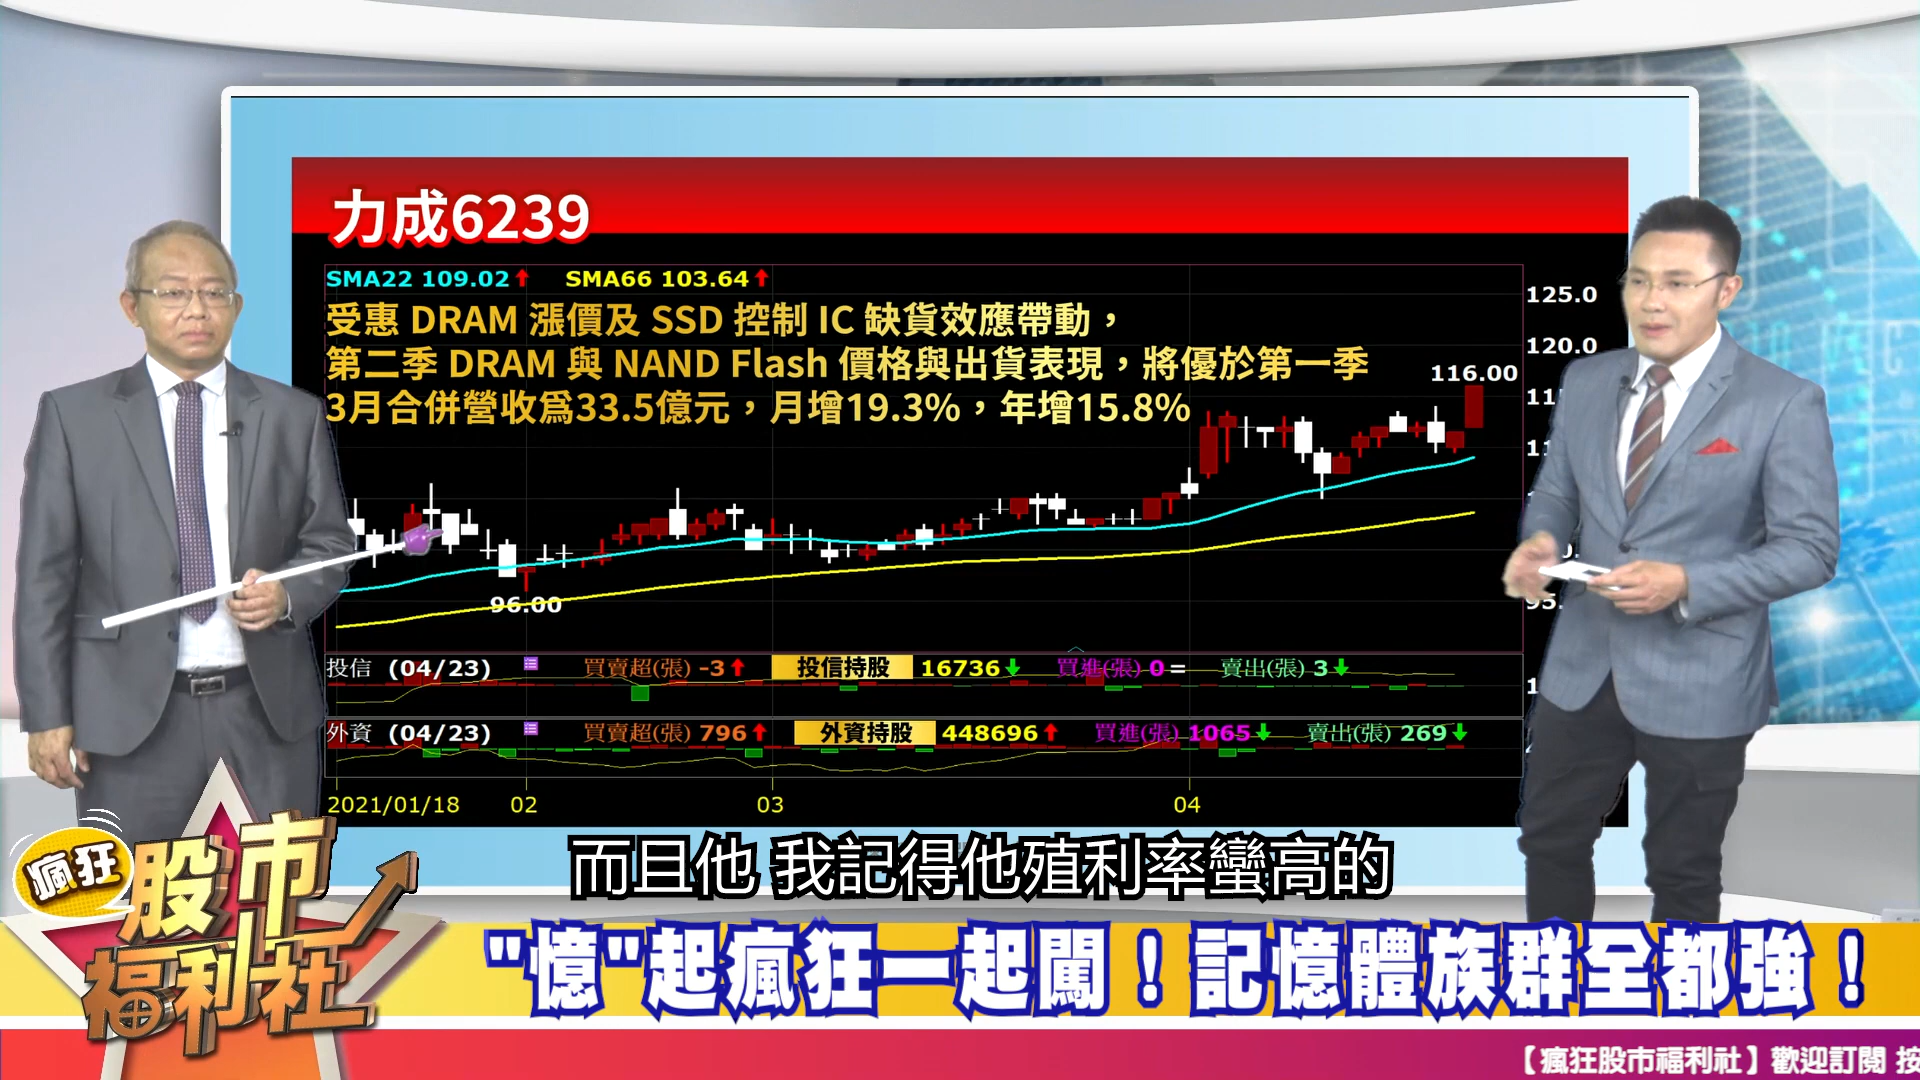 力成6239
SMA22 109.02 SMA66 103.64
受惠 DRAM 漲價及 SSD 控制 IC 缺貨效應帶動，
第二季 DRAM 與 NAND Flash 價格與出貨表現，將優於第一季
3月合併營收為33.5億元，月增19.3%，年增15.8%
125.0
120.0
116.00
96.00
投信 (04/23) 買賣超(張) -3 投信持股 16736 買進(張) 0 = 賣出(張) 3
外資 (04/23) 買賣超(張) 796 外資持股 448696 買進(張) 1065 賣出(張) 269
2021/01/18 02 03 04
而且他 我記得他殖利率蠻高的
瘋狂
股市
福利社
"憶"起瘋狂一起闖！記憶體族群全都強！
【瘋狂股市福利社】歡迎訂閱 按